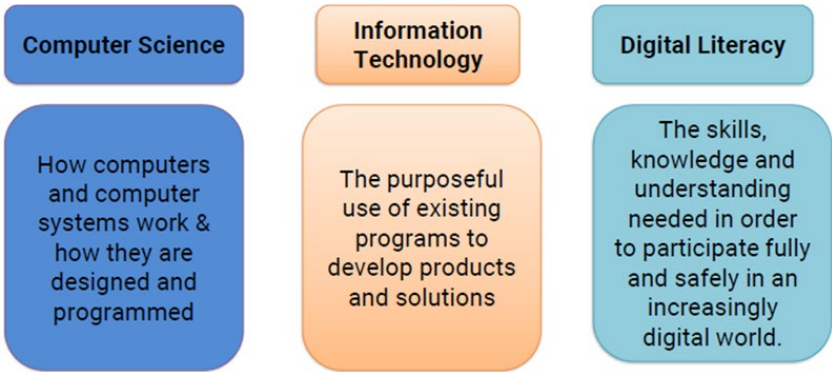 Computer Science
Information
Technology
Digital Literacy
How computers
and computer
systems work &
how they are
designed and
programmed
The purposeful
use of existing
programs to
develop products
and solutions
The skills,
knowledge and
understanding
needed in order
to participate fully
and safely in an
increasingly
digital world.